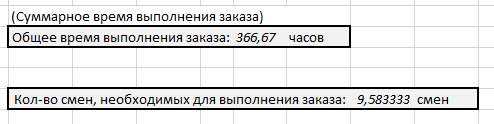 (Суммарное время выполнения заказа)
Общее время выполнения заказа: 366,67 часов
Кол-во смен, необходимых для выполнения заказа: 9,583333 смен